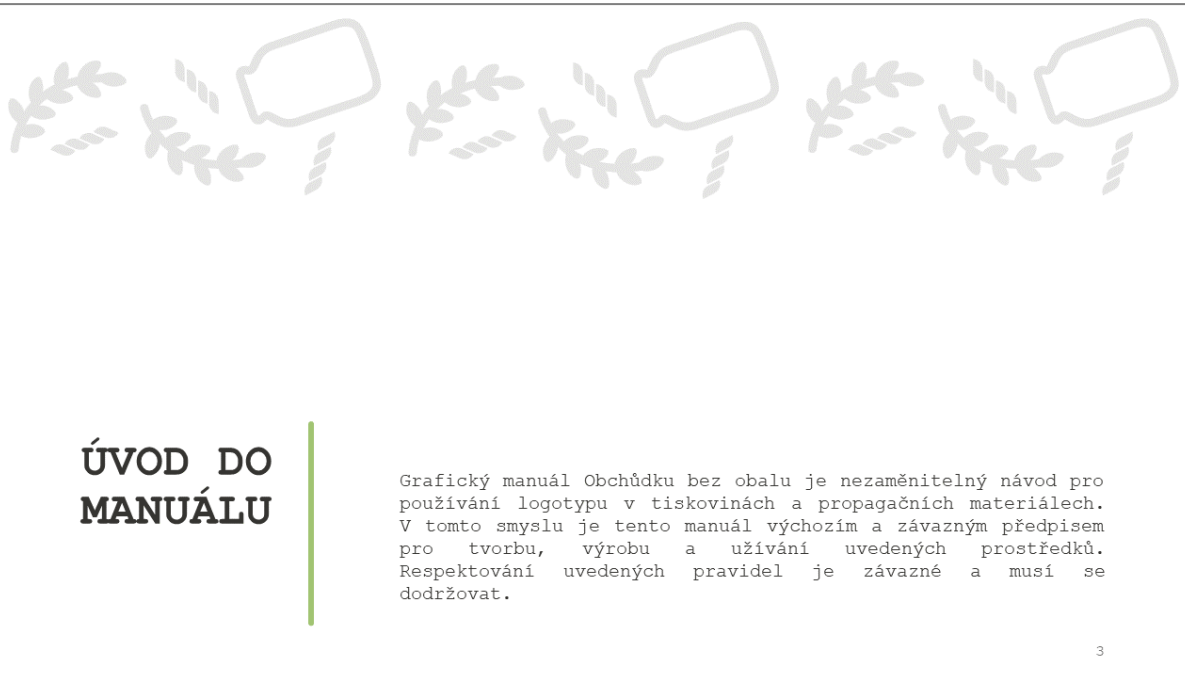 ÚVOD DO
MANUÁLU
Grafický manuál Obchůdku bez obalu je nezaměnitelný návod pro
používání logotypu v tiskovinách a propagačních materiálech.
V tomto smyslu je tento manuál výchozím a závazným předpisem
pro tvorbu, výrobu a užívání uvedených prostředků.
Respektování uvedených pravidel je závazné a musí se
dodržovat.
3